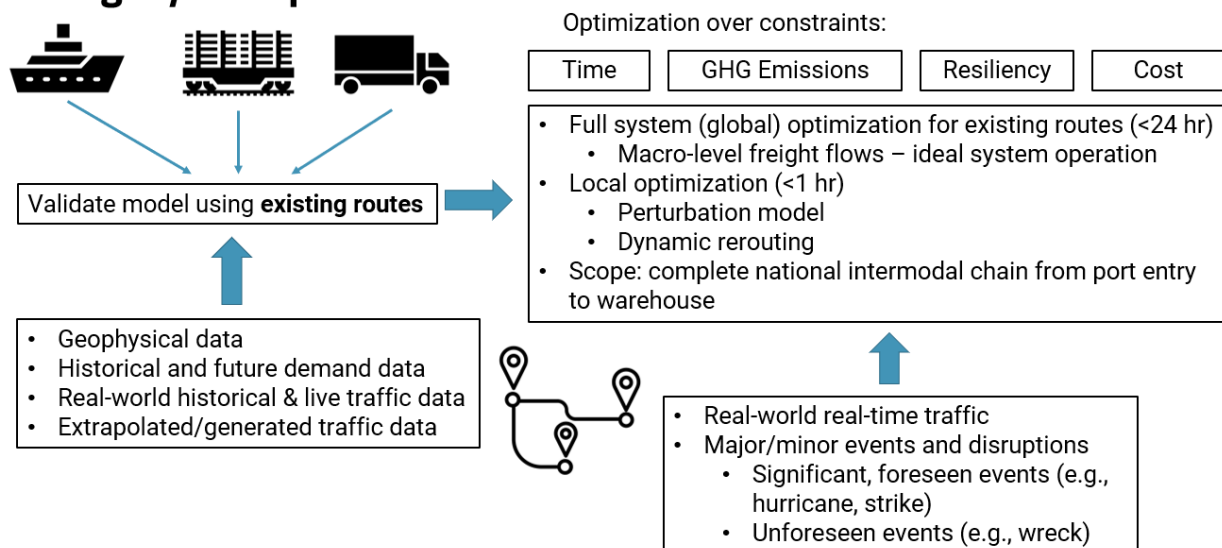 Optimization over constraints:
Time
GHG Emissions
Resiliency
Cost
Validate model using existing routes
• Full system (global) optimization for existing routes (<24 hr)
• Macro-level freight flows – ideal system operation
• Local optimization (<1 hr)
• Perturbation model
• Dynamic rerouting
• Scope: complete national intermodal chain from port entry
to warehouse
• Geophysical data
• Historical and future demand data
• Real-world historical & live traffic data
• Extrapolated/generated traffic data
• Real-world real-time traffic
• Major/minor events and disruptions
• Significant, foreseen events (e.g.,
hurricane, strike)
• Unforeseen events (e.g., wreck)